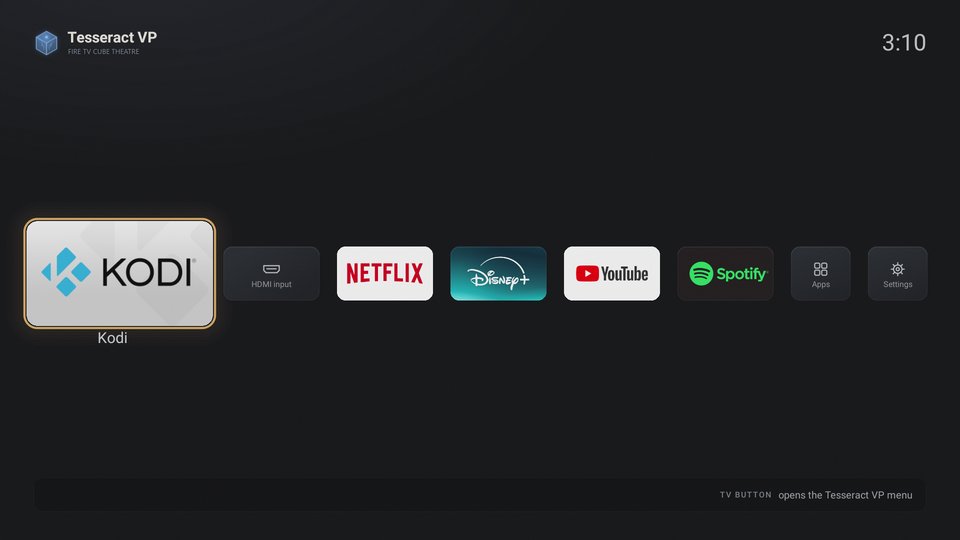 Tesseract VP
FIRE TV CUBE THEATRE
3:10
KODI
Kodi
HDMI input
NETFLIX
Disney+
YouTube
Spotify
Apps
Settings
TV BUTTON opens the Tesseract VP menu